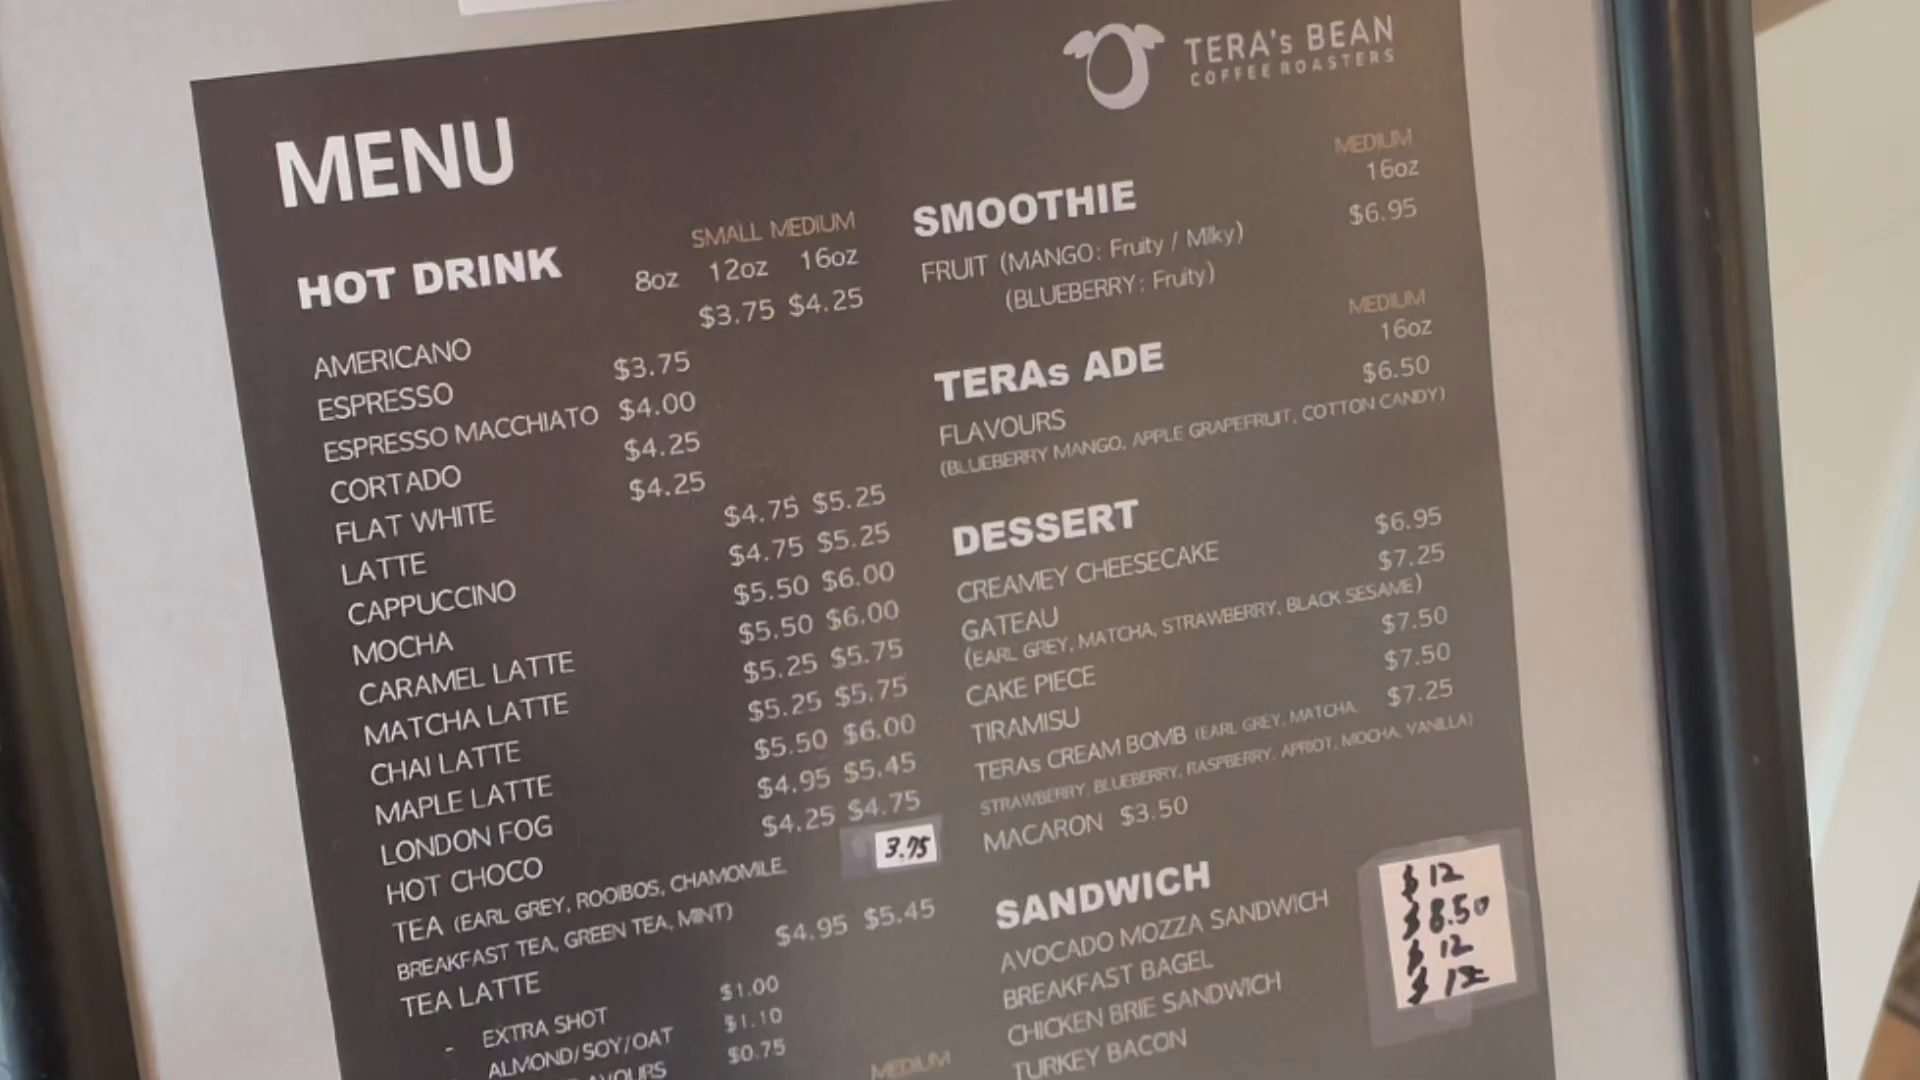 TERA's BEAN
COFFEE ROASTERS
MENU
HOT DRINK
SMALL MEDIUM
8oz 12oz 16oz
AMERICANO $3.75 $4.25
ESPRESSO $3.75
ESPRESSO MACCHIATO $4.00
CORTADO $4.25
FLAT WHITE $4.25
LATTE $4.75 $5.25
CAPPUCCINO $4.75 $5.25
MOCHA $5.50 $6.00
CARAMEL LATTE $5.50 $6.00
MATCHA LATTE $5.25 $5.75
CHAI LATTE $5.25 $5.75
MAPLE LATTE $5.50 $6.00
LONDON FOG $4.95 $5.45
HOT CHOCO $4.25 $4.75
TEA (EARL GREY, ROOIBOS, CHAMOMILE, 3.75
BREAKFAST TEA, GREEN TEA, MINT)
TEA LATTE $4.95 $5.45
- EXTRA SHOT $1.00
ALMOND/SOY/OAT $1.10
$0.75
MEDIUM
SMOOTHIE
MEDIUM
16oz
FRUIT (MANGO: Fruity / Milky) $6.95
(BLUEBERRY: Fruity)
TERAs ADE
MEDIUM
16oz
FLAVOURS $6.50
(BLUEBERRY MANGO, APPLE GRAPEFRUIT, COTTON CANDY)
DESSERT
CREAMEY CHEESECAKE $6.95
GATEAU $7.25
(EARL GREY, MATCHA, STRAWBERRY, BLACK SESAME)
CAKE PIECE $7.50
TIRAMISU $7.50
TERAs CREAM BOMB (EARL GREY, MATCHA, $7.25
STRAWBERRY, BLUEBERRY, RASPBERRY, APRIOT, MOCHA, VANILLA)
MACARON $3.50
SANDWICH
AVOCADO MOZZA SANDWICH $12
BREAKFAST BAGEL $8.50
CHICKEN BRIE SANDWICH $12
TURKEY BACON $12